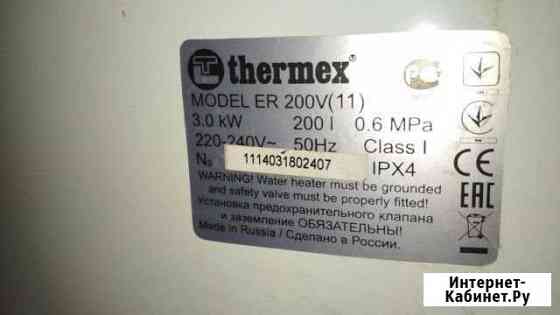 thermex®
MODEL ER 200V(11)
3.0 kW 200 l 0.6 MPa
220-240V~ 50Hz Class I
№ 1114031802407 IPX4
WARNING! Water heater must be grounded
and safety valve must be properly fitted!
Установка предохранительного клапана
и заземление ОБЯЗАТЕЛЬНЫ!
Made in Russia / Сделано в России.
CE
EAC
Интернет-
Кабинет.Ру